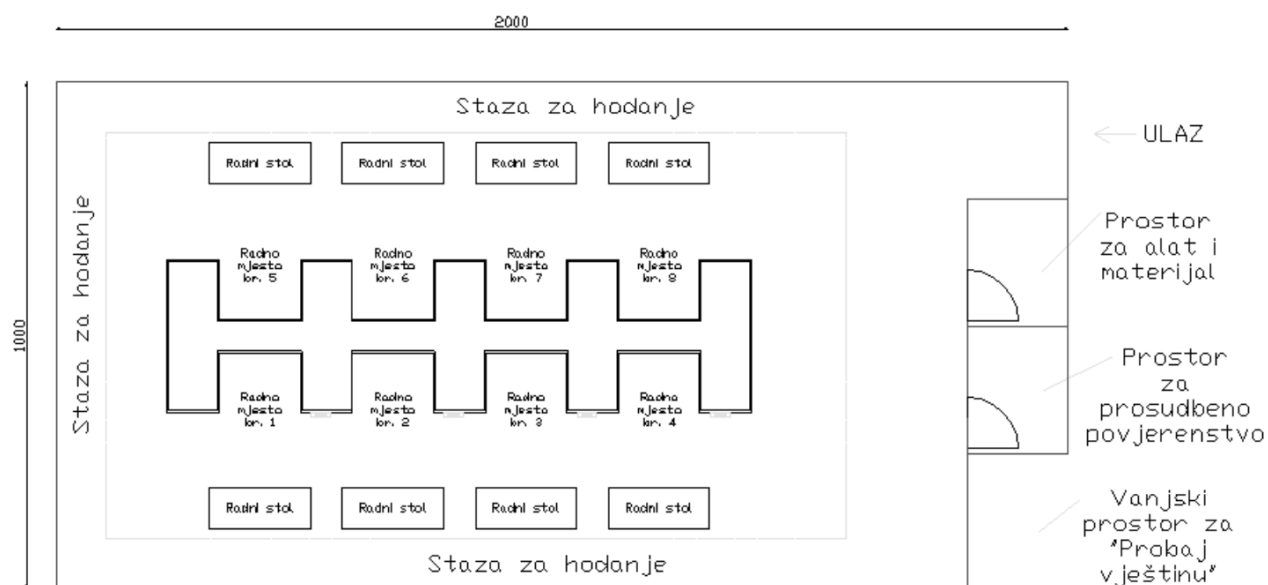 2000
Staza za hodanje
ULAZ
Radni stol
Radni stol
Radni stol
Radni stol
1000
Staza za hodanje
Radno
mjesto
br. 5
Radno
mjesto
br. 6
Radno
mjesto
br. 7
Radno
mjesto
br. 8
Prostor
za alat i
materijal
Radno
mjesto
br. 1
Radno
mjesto
br. 2
Radno
mjesto
br. 3
Radno
mjesto
br. 4
Prostor
za
prosudbeno
povjerenstvo
Radni stol
Radni stol
Radni stol
Radni stol
Staza za hodanje
Vanjski
prostor za
"Probaj
vještinu"